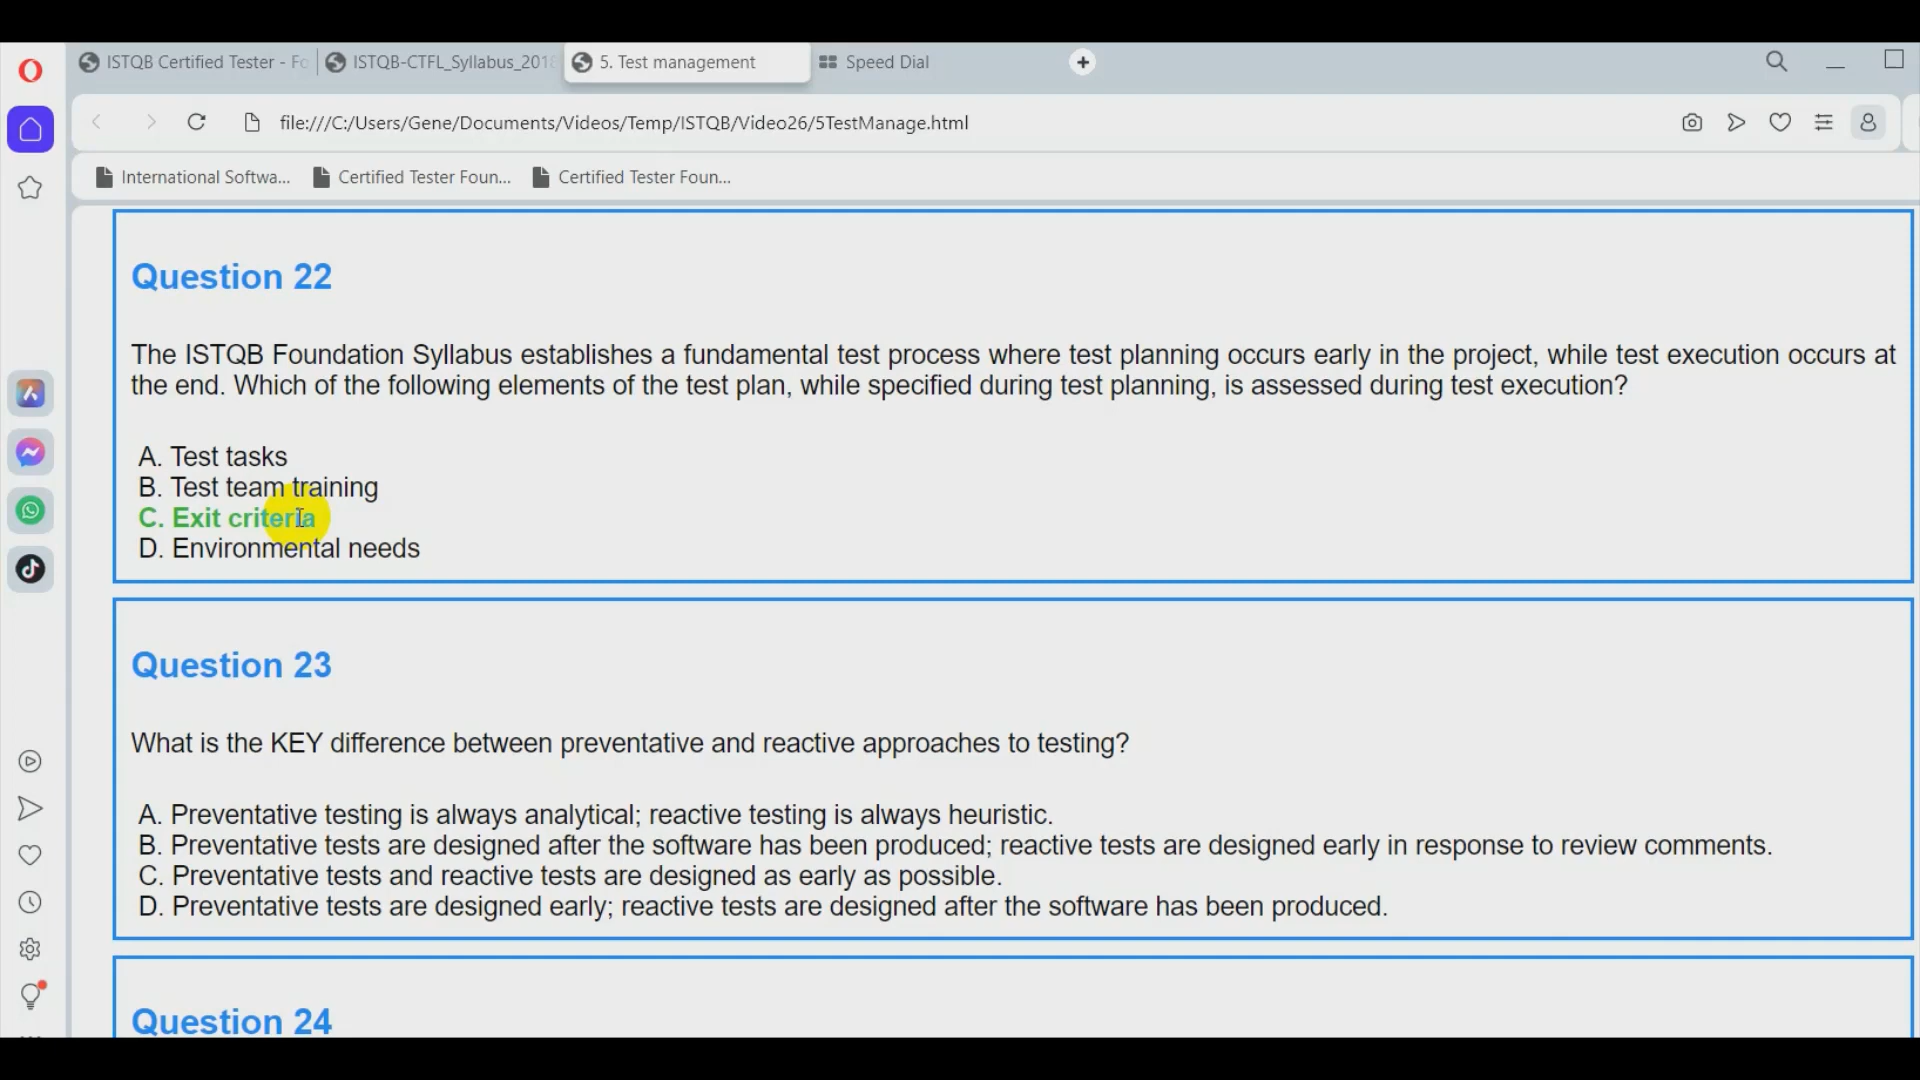 ISTQB Certified Tester - Fo
ISTQB-CTFL_Syllabus_2018
5. Test management
Speed Dial
file:///C:/Users/Gene/Documents/Videos/Temp/ISTQB/Video26/5TestManage.html
International Softwa...
Certified Tester Foun...
Certified Tester Foun...
Question 22
The ISTQB Foundation Syllabus establishes a fundamental test process where test planning occurs early in the project, while test execution occurs at
the end. Which of the following elements of the test plan, while specified during test planning, is assessed during test execution?
A. Test tasks
B. Test team training
C. Exit criteria
D. Environmental needs
Question 23
What is the KEY difference between preventative and reactive approaches to testing?
A. Preventative testing is always analytical; reactive testing is always heuristic.
B. Preventative tests are designed after the software has been produced; reactive tests are designed early in response to review comments.
C. Preventative tests and reactive tests are designed as early as possible.
D. Preventative tests are designed early; reactive tests are designed after the software has been produced.
Question 24